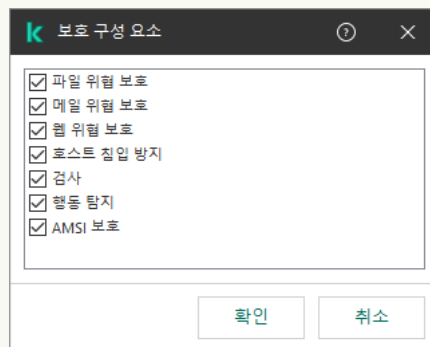 보호 구성 요소
파일 위협 보호
메일 위협 보호
웹 위협 보호
호스트 침입 방지
검사
행동 탐지
AMSI 보호
확인 취소